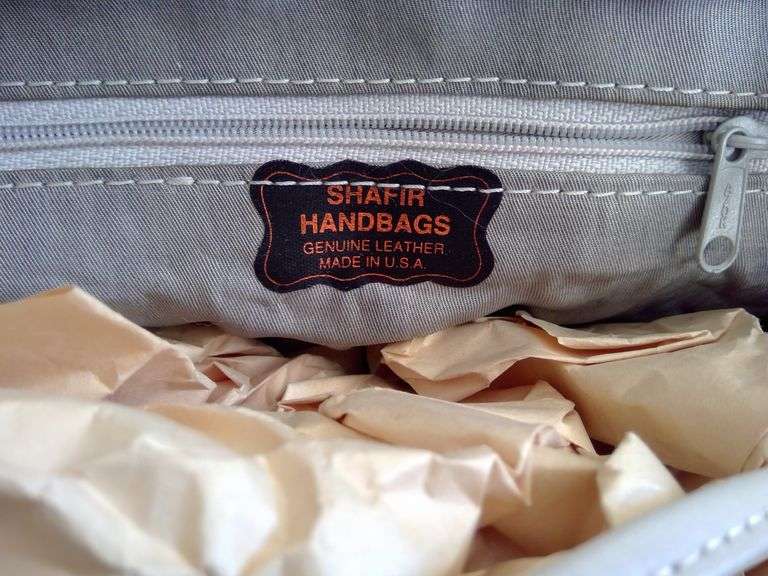 SHAFIR
HANDBAGS
GENUINE LEATHER
MADE IN U.S.A.